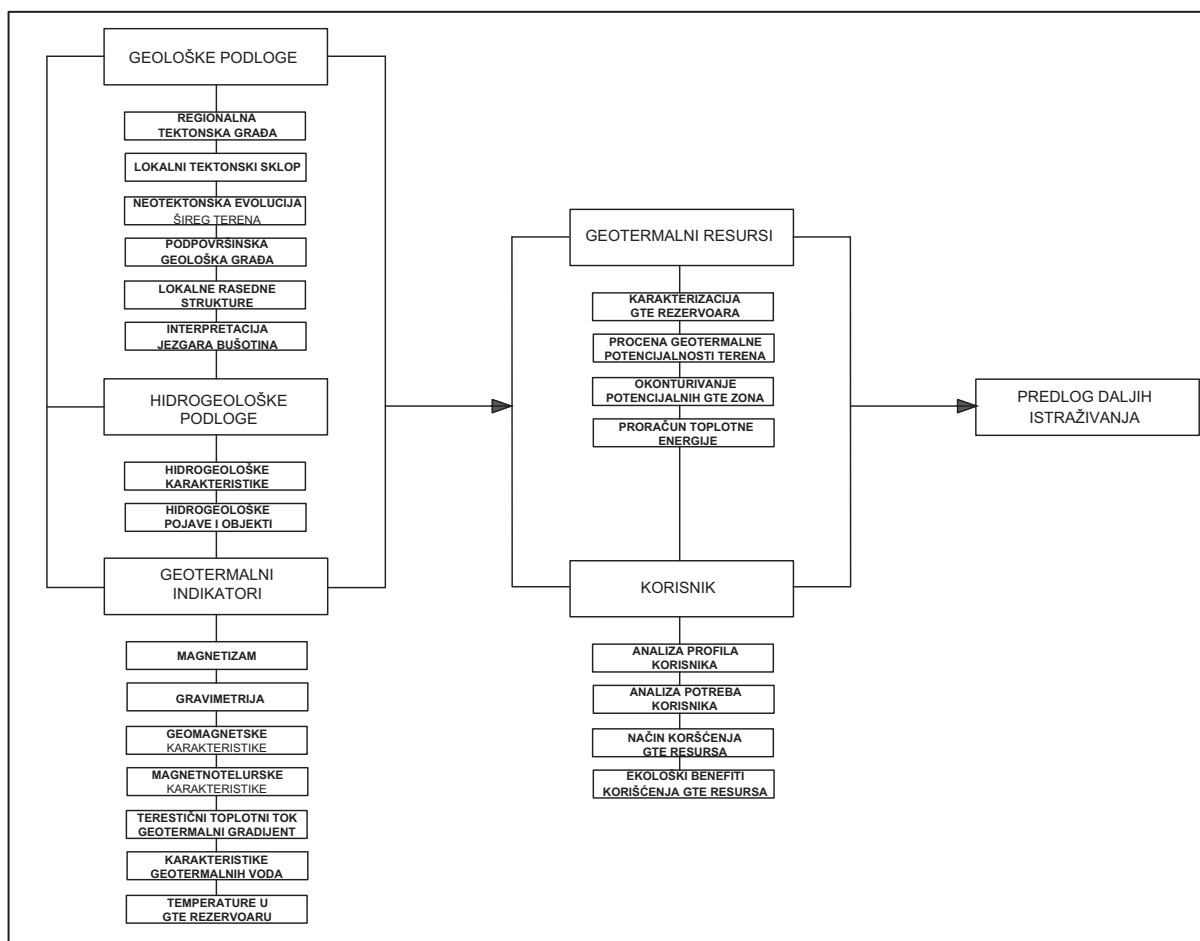 GEOLOŠKE PODLOGE
REGIONALNA
TEKTONSKA GRAĐA
LOKALNI TEKTONSKI SKLOP
NEOTEKTONSKA EVOLUCIJA
ŠIREG TERENA
PODPOVRŠINSKA
GEOLOŠKA GRAĐA
LOKALNE RASEDNE
STRUKTURE
INTERPRETACIJA
JEZGARA BUŠOTINA
HIDROGEOLOŠKE
PODLOGE
HIDROGEOLOŠKE
KARAKTERISTIKE
HIDROGEOLOŠKE
POJAVE I OBJEKTI
GEOTERMALNI
INDIKATORI
MAGNETIZAM
GRAVIMETRIJA
GEOMAGNETSKE
KARAKTERISTIKE
MAGNETNOTELURSKE
KARAKTERISTIKE
TERESTIČNI TOPLOTNI TOK
GEOTERMALNI GRADIJENT
KARAKTERISTIKE
GEOTERMALNIH VODA
TEMPERATURE U
GTE REZERVOARU
GEOTERMALNI RESURSI
KARAKTERIZACIJA
GTE REZERVOARA
PROCENA GEOTERMALNE
POTENCIJALNOSTI TERENA
OKONTURIVANJE
POTENCIJALNIH GTE ZONA
PRORAČUN TOPLOTNE
ENERGIJE
KORISNIK
ANALIZA PROFILA
KORISNIKA
ANALIZA POTREBA
KORISNIKA
NAČIN KORŠĆENJA
GTE RESURSA
EKOLOŠKI BENEFITI
KORIŠĆENJA GTE RESURSA
PREDLOG DALJIH
ISTRAŽIVANJA